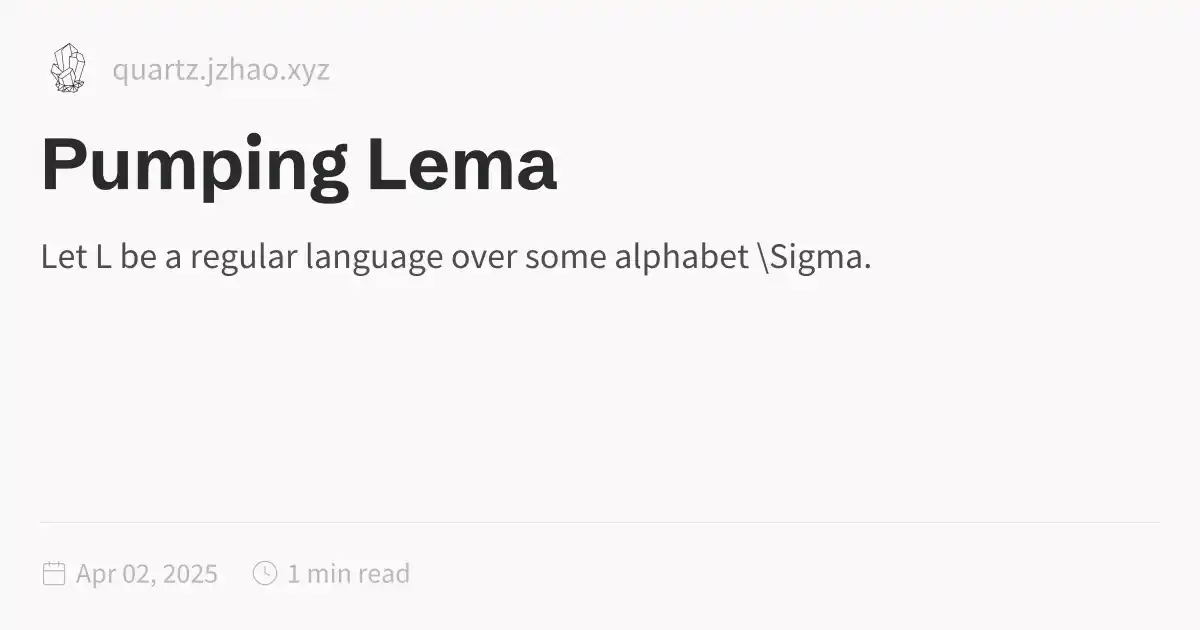 quartz.jzhao.xyz
Pumping Lema
Let L be a regular language over some alphabet \Sigma.
Apr 02, 2025 1 min read